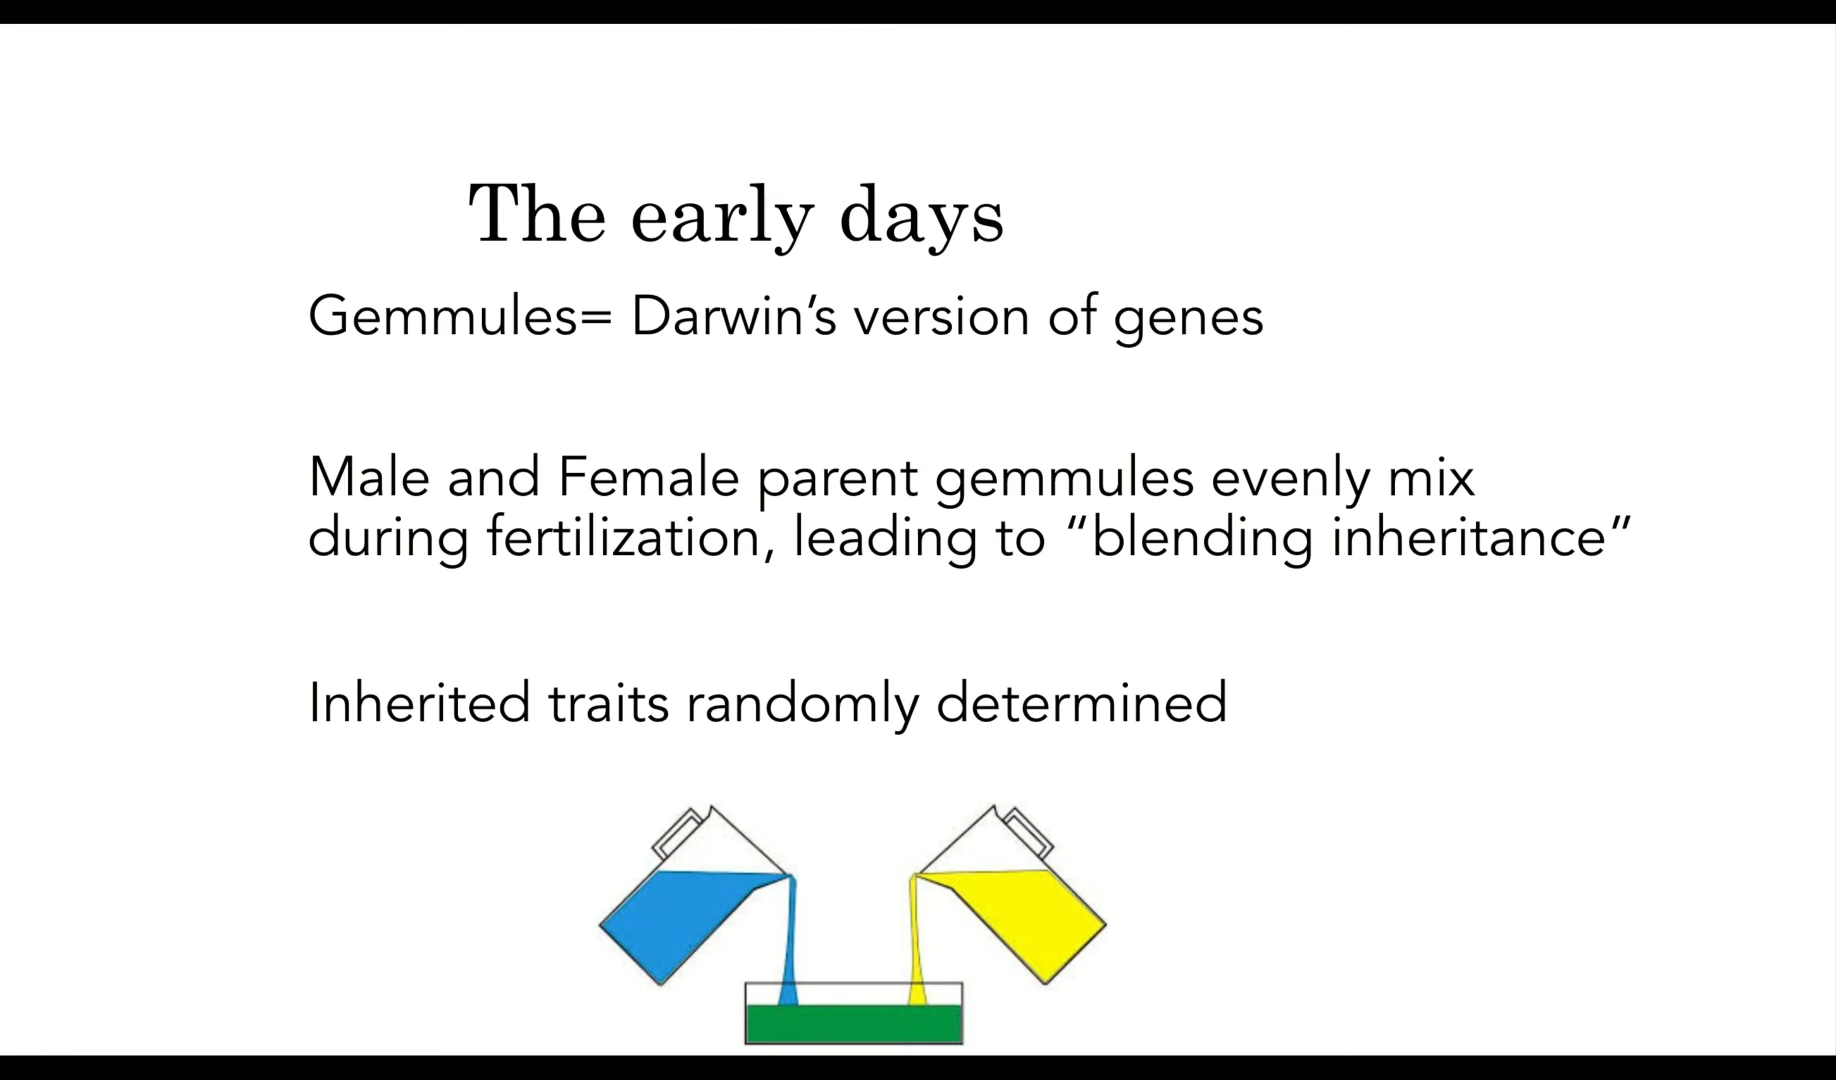 The early days
Gemmules= Darwin’s version of genes
Male and Female parent gemmules evenly mix
during fertilization, leading to “blending inheritance”
Inherited traits randomly determined